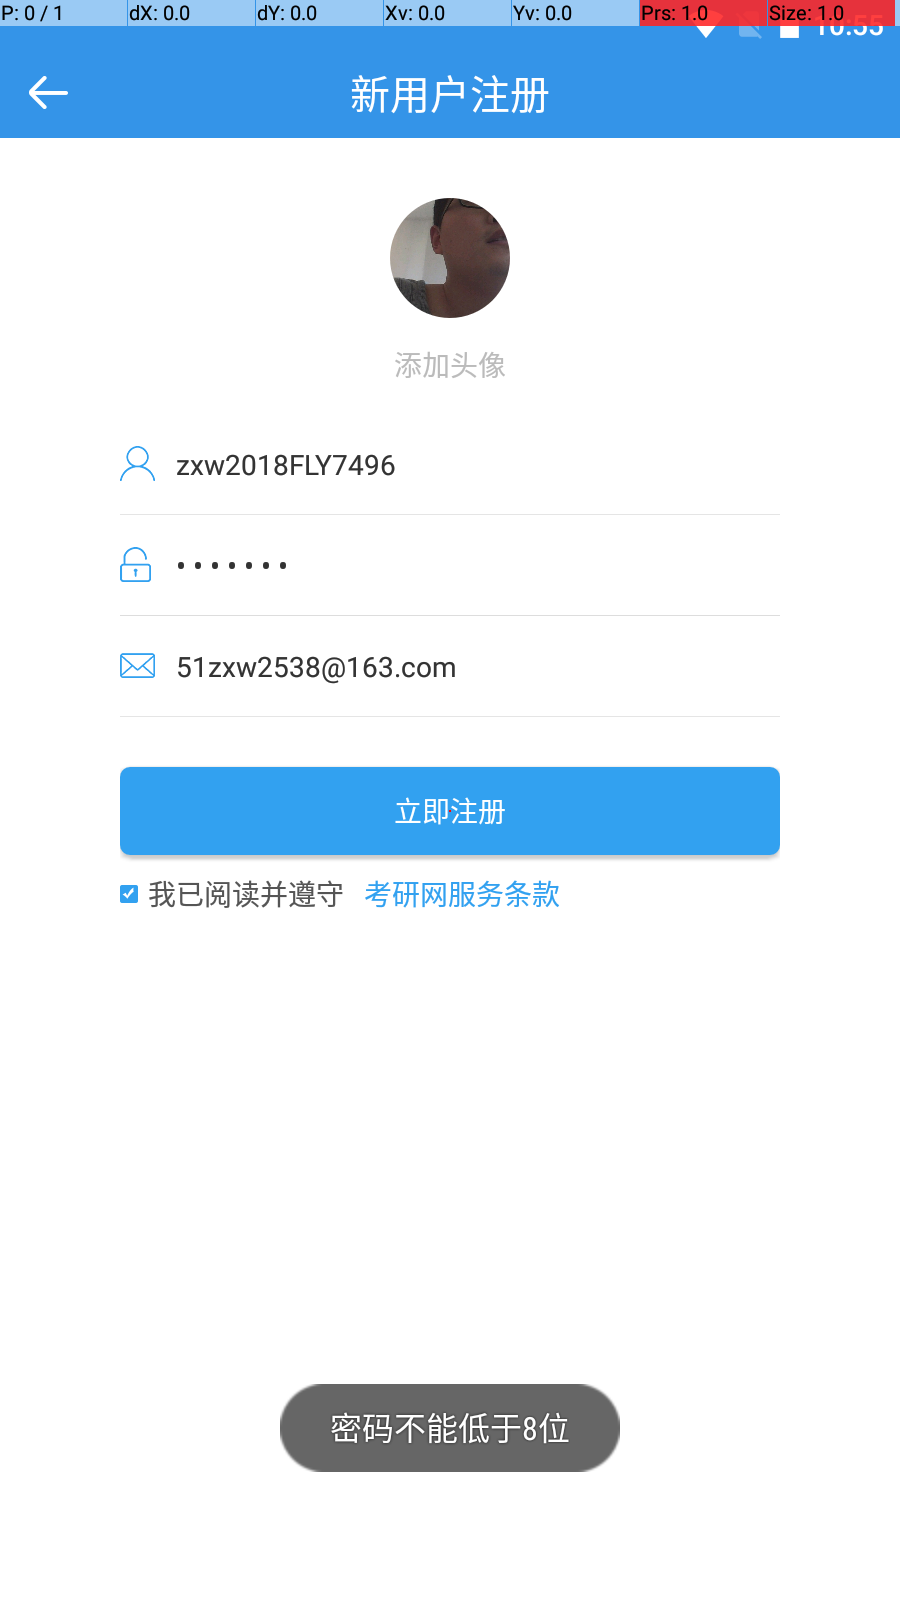 P: 0 / 1 dX: 0.0 dY: 0.0 Xv: 0.0 Yv: 0.0 Prs: 1.0 Size: 1.0
10:55
新用户注册
添加头像
zxw2018FLY7496
•••••••
51zxw2538@163.com
立即注册
我已阅读并遵守 考研网服务条款
密码不能低于8位